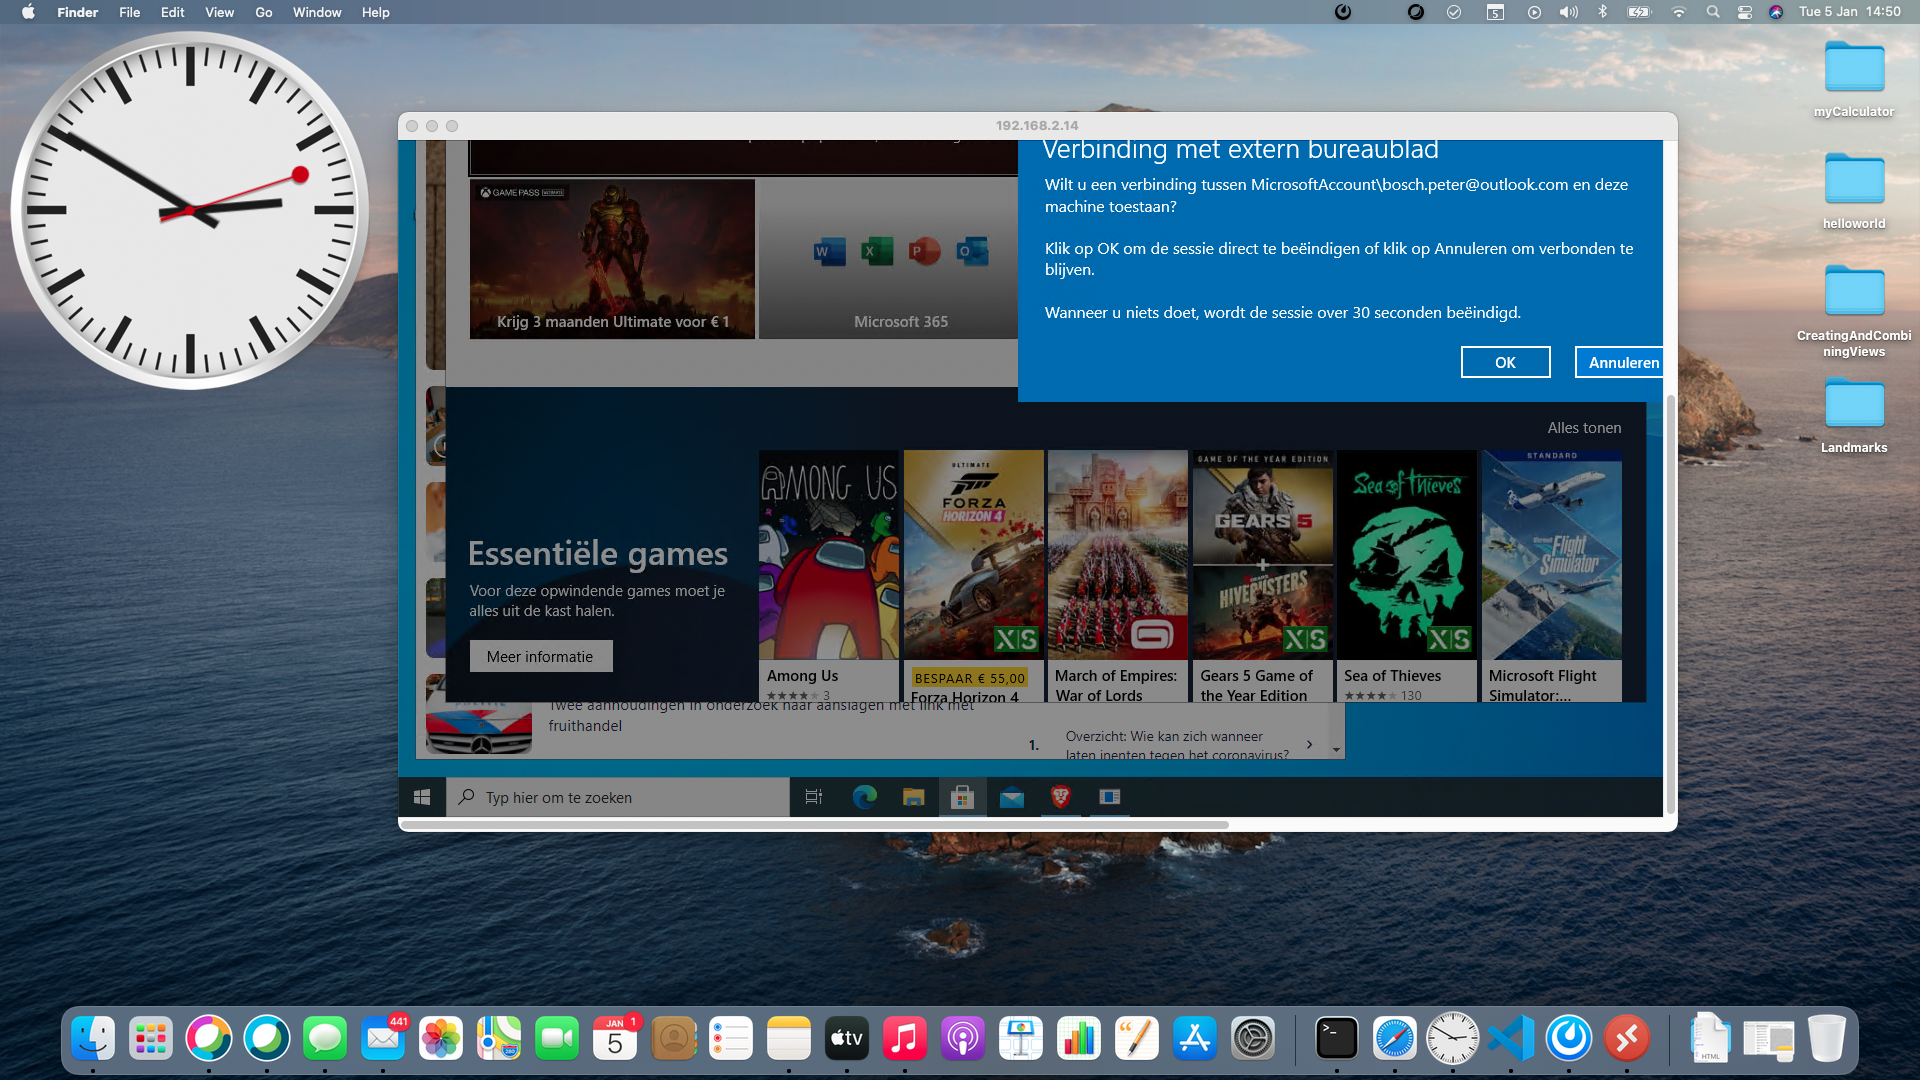 Finder File Edit View Go Window Help
5
Tue 5 Jan 14:50
myCalculator
helloworld
CreatingAndCombi
ningViews
Landmarks
192.168.2.14
GAME PASS ULTIMATE
Krijg 3 maanden Ultimate voor € 1
W X P O
Microsoft 365
Verbinding met extern bureaublad
Wilt u een verbinding tussen MicrosoftAccount\bosch.peter@outlook.com en deze
machine toestaan?
Klik op OK om de sessie direct te beëindigen of klik op Annuleren om verbonden te
blijven.
Wanneer u niets doet, wordt de sessie over 30 seconden beëindigd.
OK
Annuleren
Alles tonen
Essentiële games
Voor deze opwindende games moet je
alles uit de kast halen.
Meer informatie
AMONG US
Among Us
3
ULTIMATE
FORZA
HORIZON 4
X|S
BESPAAR € 55,00
Forza Horizon 4
March of Empires:
War of Lords
GAME OF THE YEAR EDITION
GEARS 5
+
HIVEBUSTERS
X|S
Gears 5 Game of
the Year Edition
Sea of Thieves
X|S
Sea of Thieves
130
STANDARD
Microsoft
Flight
Simulator
Microsoft Flight
Simulator:...
Twee aanhoudingen in onderzoek naar aanslagen met link met
fruithandel
1.
Overzicht: Wie kan zich wanneer
laten inenten tegen het coronavirus?
Typ hier om te zoeken
441
JAN
1
5
280
tv
>_
HTML